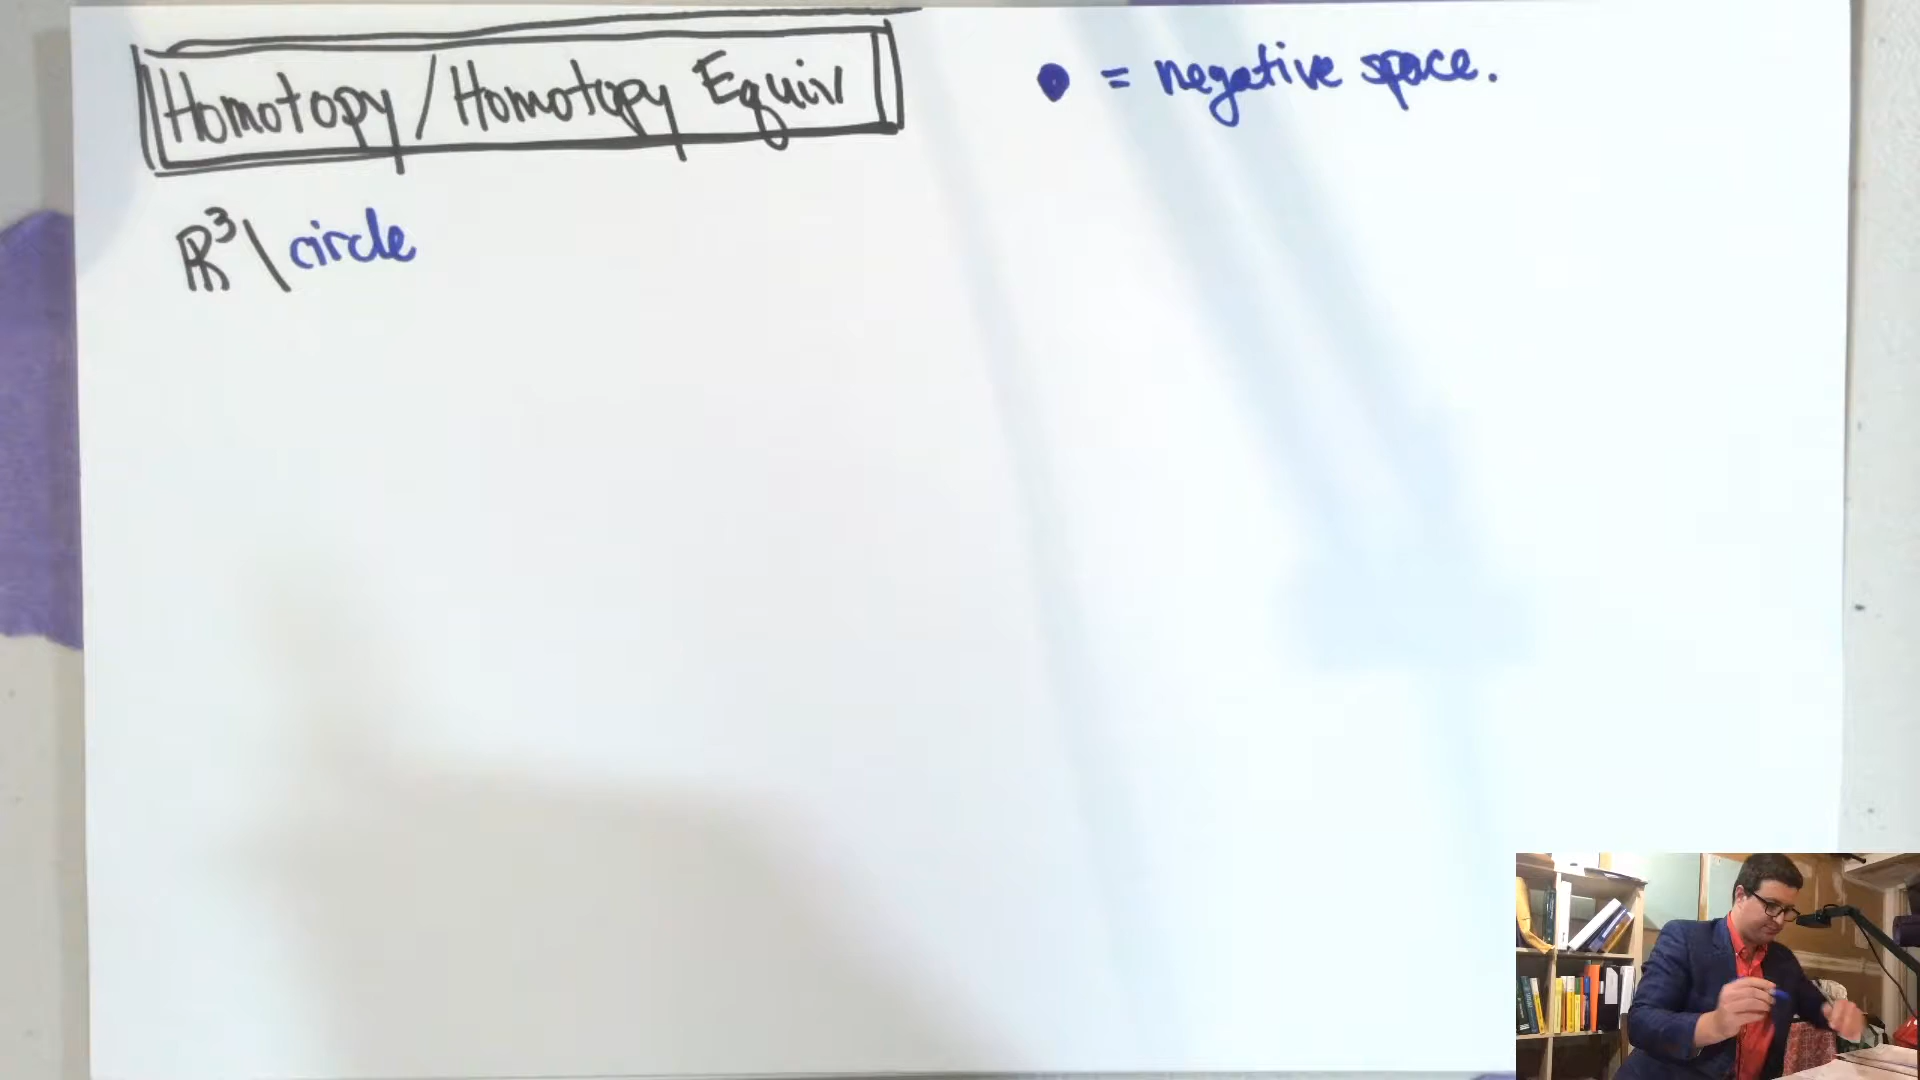 Homotopy / Homotopy Equiv
● = negative space.
ℝ³ \ circle